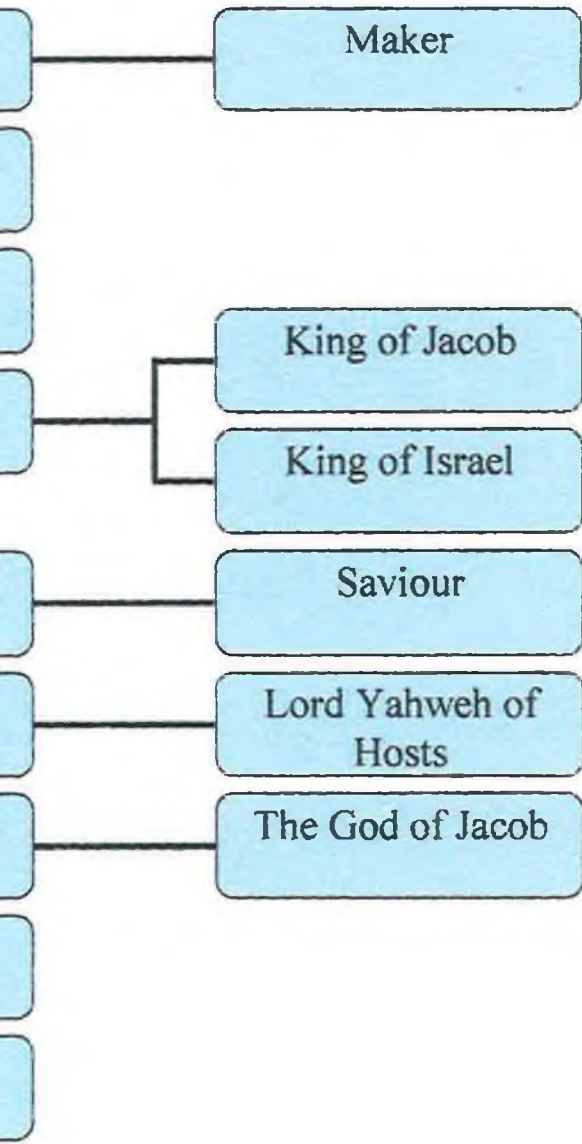 Maker
King of Jacob
King of Israel
Saviour
Lord Yahweh of
Hosts
The God of Jacob